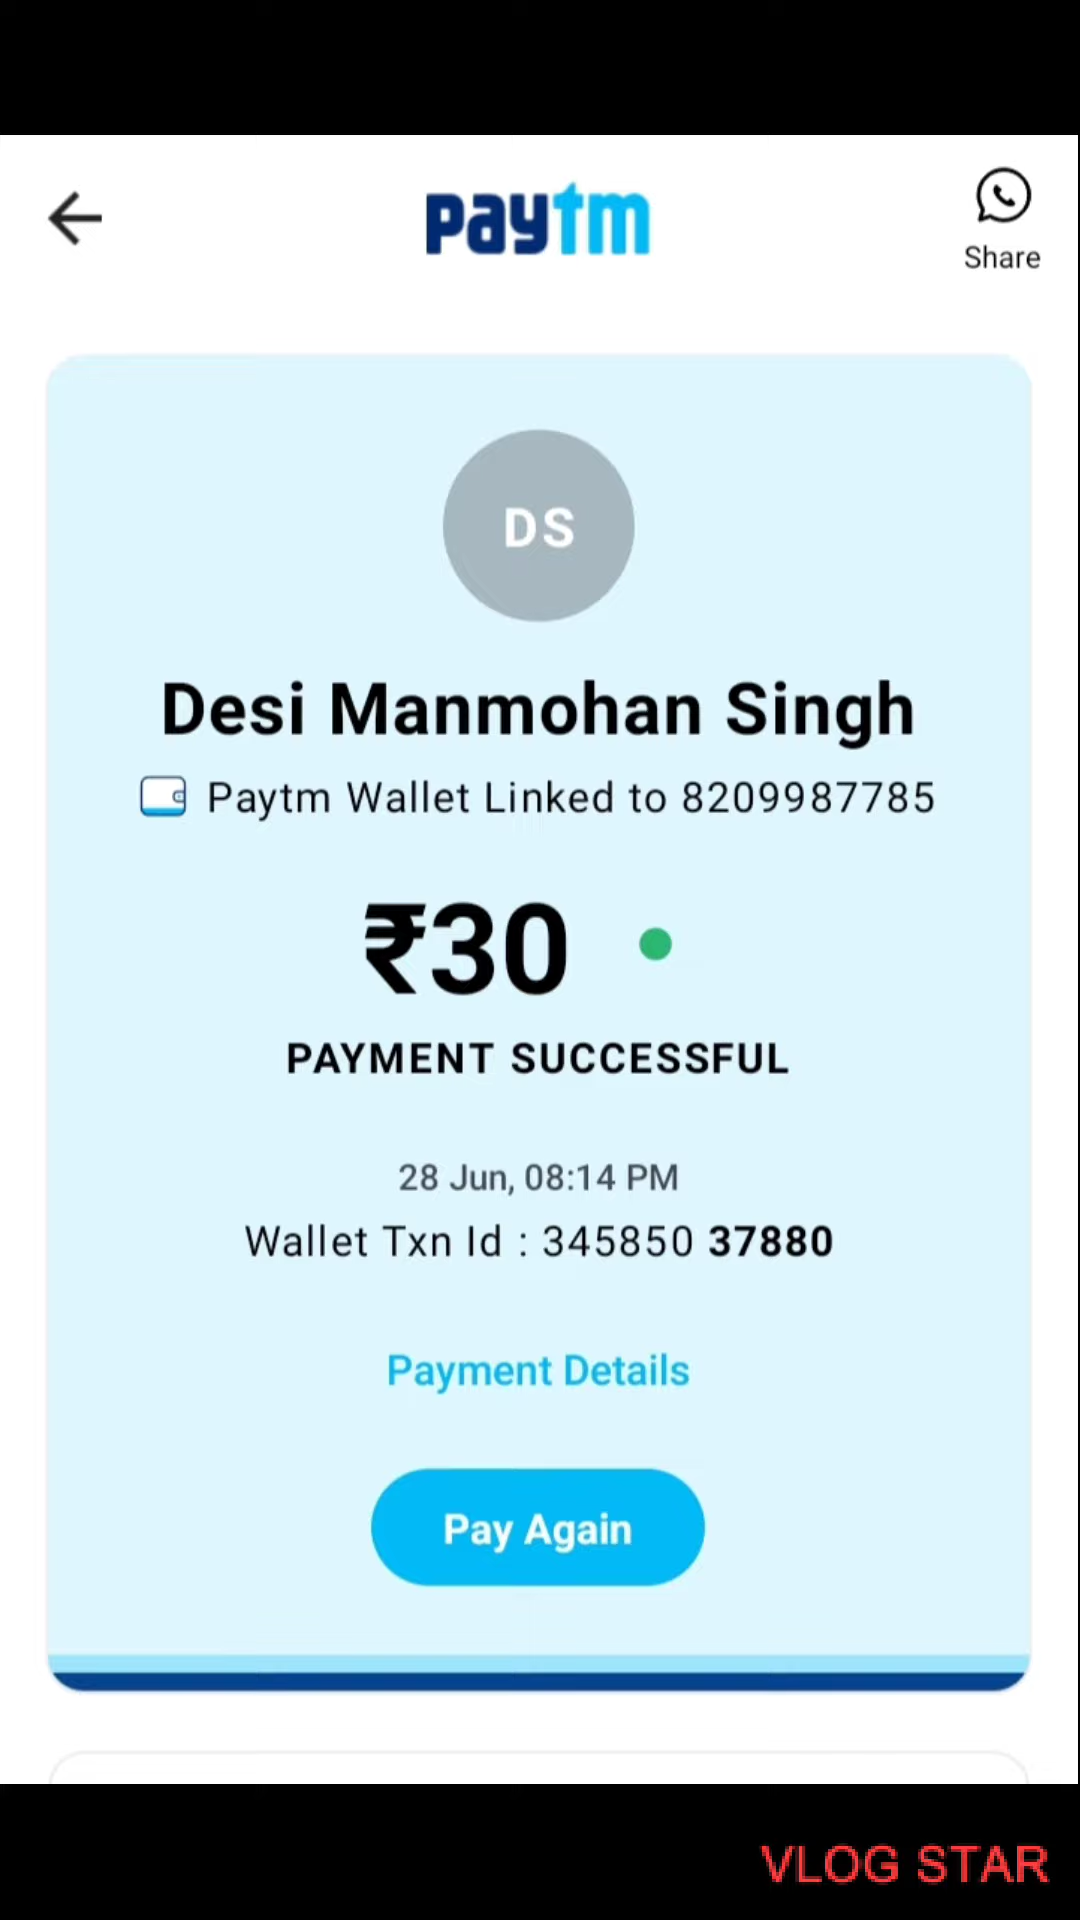 paytm
Share
DS
Desi Manmohan Singh
Paytm Wallet Linked to 8209987785
₹30
PAYMENT SUCCESSFUL
28 Jun, 08:14 PM
Wallet Txn Id : 345850 37880
Payment Details
Pay Again
VLOG STAR